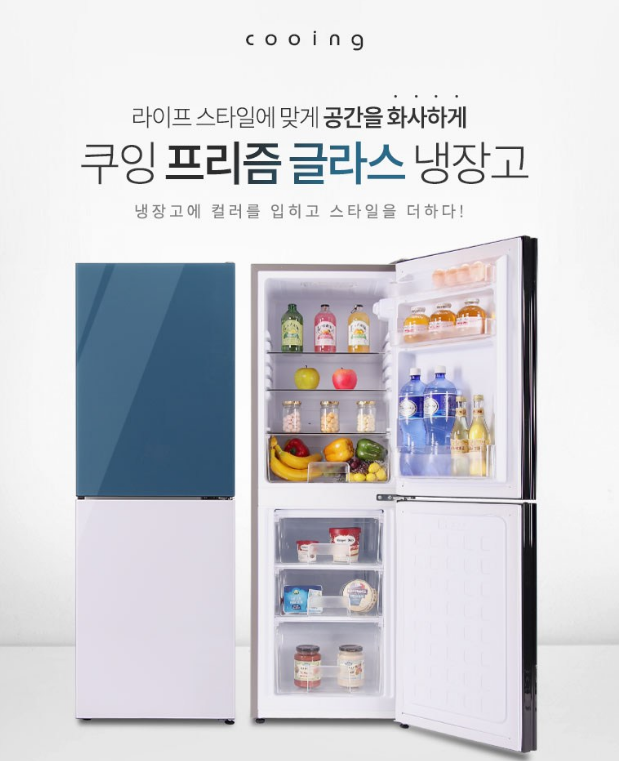 cooing
라이프 스타일에 맞게 공간을 화사하게
쿠잉 프리즘 글라스 냉장고
냉장고에 컬러를 입히고 스타일을 더하다!